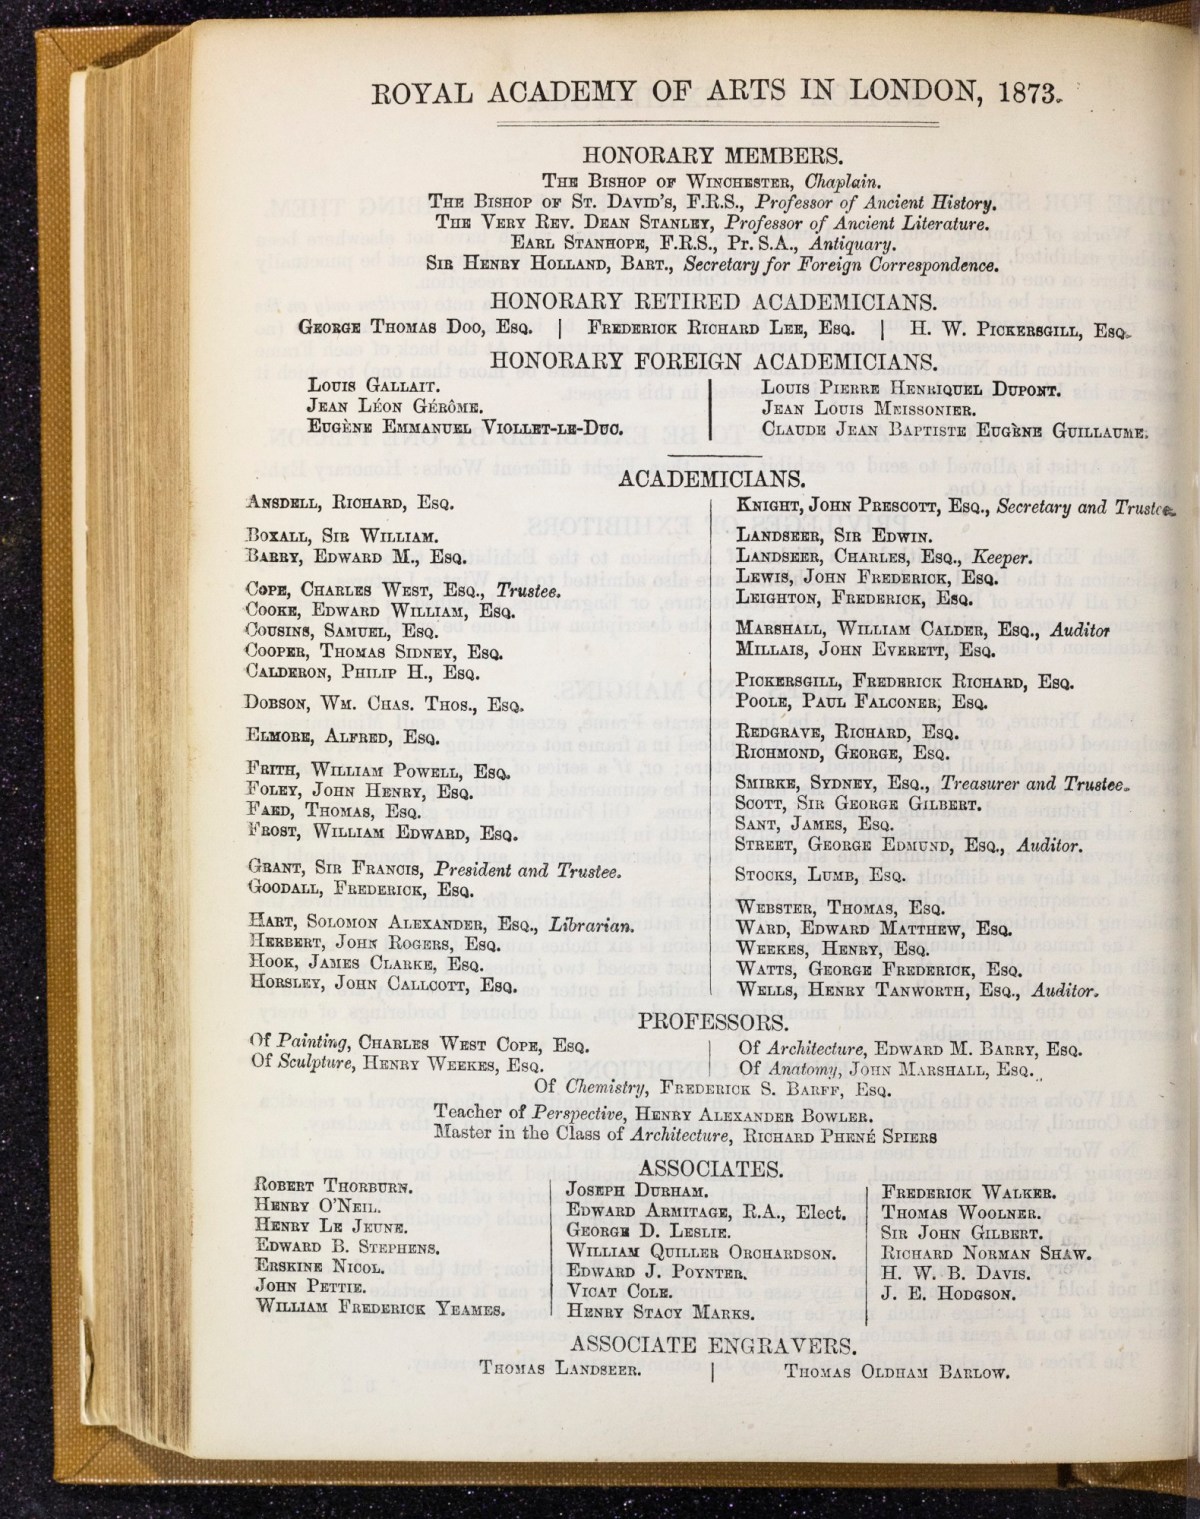 ROYAL ACADEMY OF ARTS IN LONDON, 1873.
HONORARY MEMBERS.
THE BISHOP OF WINCHESTER, Chaplain.
THE BISHOP OF ST. DAVID'S, F.R.S., Professor of Ancient History.
THE VERY REV. DEAN STANLEY, Professor of Ancient Literature.
EARL STANHOPE, F.R.S., PR. S.A., Antiquary.
SIR HENRY HOLLAND, BART., Secretary for Foreign Correspondence.
HONORARY RETIRED ACADEMICIANS.
GEORGE THOMAS DOO, ESQ. | FREDERICK RICHARD LEE, ESQ. | H. W. PICKERSGILL, ESQ.
HONORARY FOREIGN ACADEMICIANS.
LOUIS GALLAIT.
JEAN LÉON GÉRÔME.
EUGÈNE EMMANUEL VIOLLET-LE-DUC.
LOUIS PIERRE HENRIQUEL DUPONT.
JEAN LOUIS MEISSONIER.
CLAUDE JEAN BAPTISTE EUGÈNE GUILLAUME.
ACADEMICIANS.
ANSDELL, RICHARD, ESQ.
BOXALL, SIR WILLIAM.
BARRY, EDWARD M., ESQ.
COPE, CHARLES WEST, ESQ., Trustee.
COOKE, EDWARD WILLIAM, ESQ.
COUSINS, SAMUEL, ESQ.
COOPER, THOMAS SIDNEY, ESQ.
CALDERON, PHILIP H., ESQ.
DOBSON, WM. CHAS. THOS., ESQ.
ELMORE, ALFRED, ESQ.
FRITH, WILLIAM POWELL, ESQ.
FOLEY, JOHN HENRY, ESQ.
FAED, THOMAS, ESQ.
FROST, WILLIAM EDWARD, ESQ.
GRANT, SIR FRANCIS, President and Trustee.
GOODALL, FREDERICK, ESQ.
HART, SOLOMON ALEXANDER, ESQ., Librarian.
HERBERT, JOHN ROGERS, ESQ.
HOOK, JAMES CLARKE, ESQ.
HORSLEY, JOHN CALLCOTT, ESQ.
KNIGHT, JOHN PRESCOTT, ESQ., Secretary and Trustee.
LANDSEER, SIR EDWIN.
LANDSEER, CHARLES, ESQ., Keeper.
LEWIS, JOHN FREDERICK, ESQ.
LEIGHTON, FREDERICK, ESQ.
MARSHALL, WILLIAM CALDER, ESQ., Auditor
MILLAIS, JOHN EVERETT, ESQ.
PICKERSGILL, FREDERICK RICHARD, ESQ.
POOLE, PAUL FALCONER, ESQ.
REDGRAVE, RICHARD, ESQ.
RICHMOND, GEORGE, ESQ.
SMIRKE, SYDNEY, ESQ., Treasurer and Trustee.
SCOTT, SIR GEORGE GILBERT.
SANT, JAMES, ESQ.
STREET, GEORGE EDMUND, ESQ., Auditor.
STOCKS, LUMB, ESQ.
WEBSTER, THOMAS, ESQ.
WARD, EDWARD MATTHEW, ESQ.
WEEKES, HENRY, ESQ.
WATTS, GEORGE FREDERICK, ESQ.
WELLS, HENRY TANWORTH, ESQ., Auditor.
PROFESSORS.
Of Painting, CHARLES WEST COPE, ESQ.
Of Sculpture, HENRY WEEKES, ESQ.
Of Architecture, EDWARD M. BARRY, ESQ.
Of Anatomy, JOHN MARSHALL, ESQ.
Of Chemistry, FREDERICK S. BARFF, ESQ.
Teacher of Perspective, HENRY ALEXANDER BOWLER.
Master in the Class of Architecture, RICHARD PHENÉ SPIERS
ASSOCIATES.
ROBERT THORBURN.
HENRY O'NEIL.
HENRY LE JEUNE.
EDWARD B. STEPHENS.
ERSKINE NICOL.
JOHN PETTIE.
WILLIAM FREDERICK YEAMES.
JOSEPH DURHAM.
EDWARD ARMITAGE, R.A., Elect.
GEORGE D. LESLIE.
WILLIAM QUILLER ORCHARDSON.
EDWARD J. POYNTER.
VICAT COLE.
HENRY STACY MARKS.
FREDERICK WALKER.
THOMAS WOOLNER.
SIR JOHN GILBERT.
RICHARD NORMAN SHAW.
H. W. B. DAVIS.
J. E. HODGSON.
ASSOCIATE ENGRAVERS.
THOMAS LANDSEER. | THOMAS OLDHAM BARLOW.